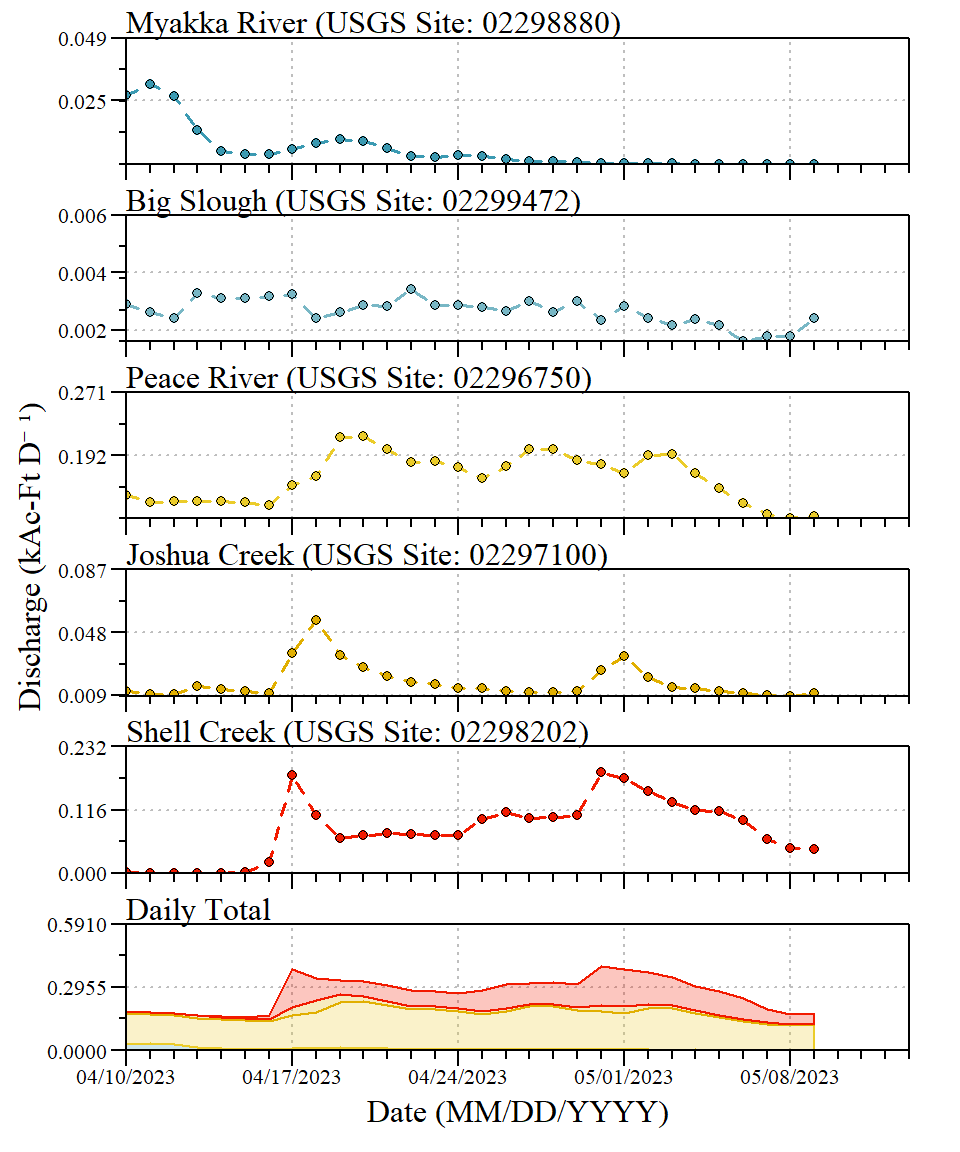 Myakka River (USGS Site: 02298880)
0.049
0.025
Big Slough (USGS Site: 02299472)
0.006
0.004
0.002
Peace River (USGS Site: 02296750)
0.271
0.192
Joshua Creek (USGS Site: 02297100)
0.087
0.048
0.009
Shell Creek (USGS Site: 02298202)
0.232
0.116
0.000
Daily Total
0.5910
0.2955
0.0000
04/10/2023 04/17/2023 04/24/2023 05/01/2023 05/08/2023
Date (MM/DD/YYYY)
Discharge (kAc-Ft D⁻¹)